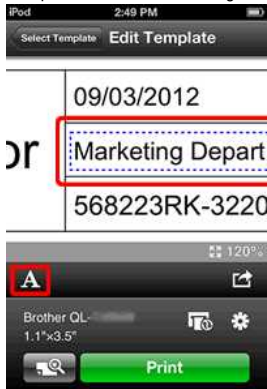 iPod 2:49 PM
Select Template Edit Template
09/03/2012
or Marketing Depart
568223RK-3220
120%
A
Brother QL-
1.1"×3.5"
Print